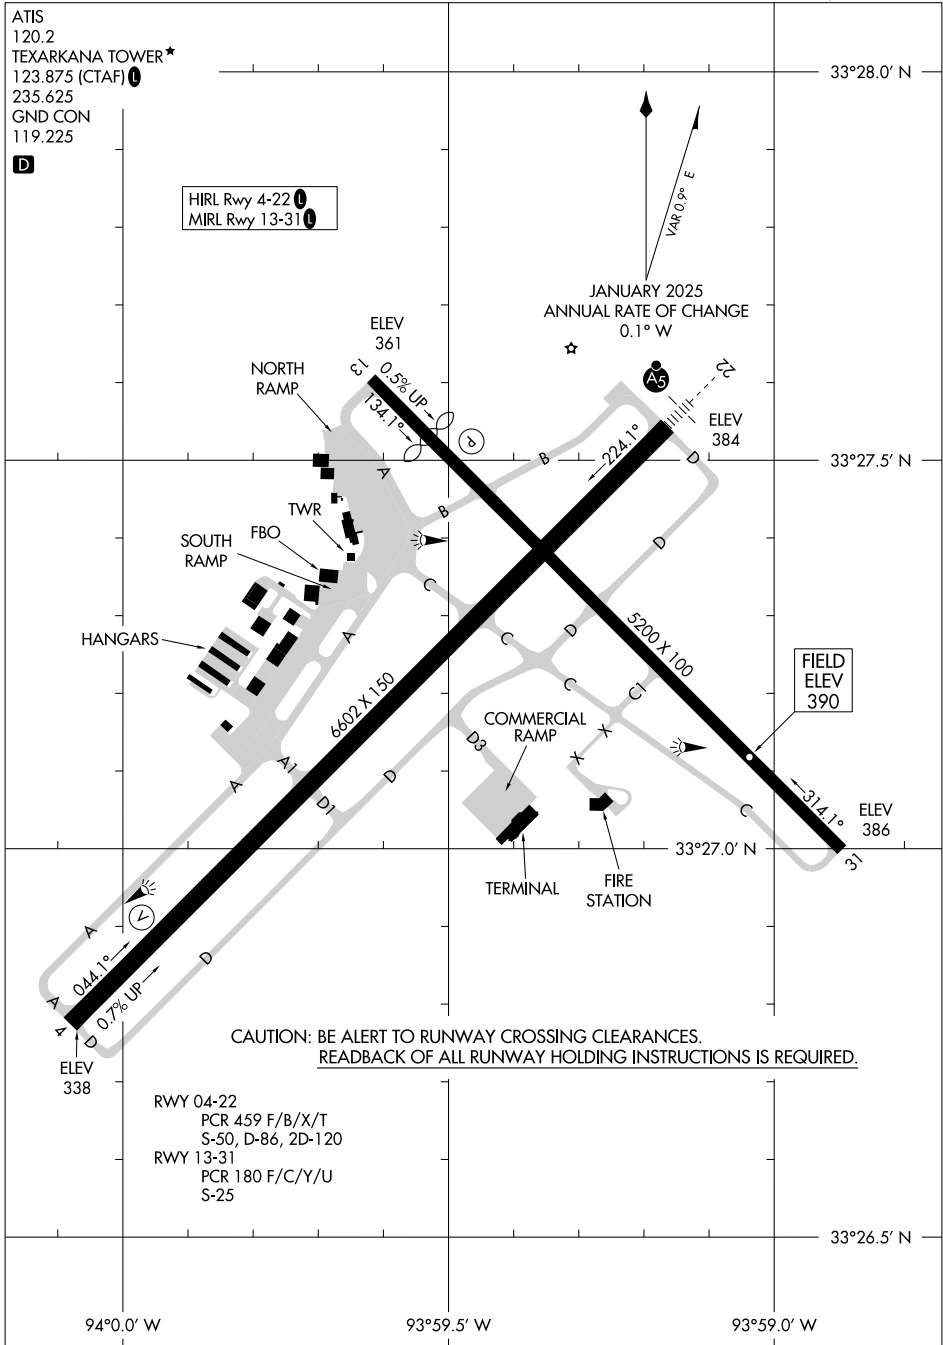 ATIS
120.2
TEXARKANA TOWER
123.875 (CTAF) L
235.625
GND CON
119.225
D
HIRL Rwy 4-22 L
MIRL Rwy 13-31 L
33°28.0' N
VAR 0.9° E
JANUARY 2025
ANNUAL RATE OF CHANGE
0.1° W
ELEV
361
13
0.5% UP
134.1°
P
A5
22
ELEV
384
224.1°
NORTH
RAMP
33°27.5' N
A
B
B
D
D
D
TWR
FBO
SOUTH
RAMP
C
C
C
C1
A
HANGARS
5200 X 100
6602 X 150
FIELD
ELEV
390
COMMERCIAL
RAMP
D3
X
X
A
A1
D1
D
C
314.1°
ELEV
386
31
33°27.0' N
TERMINAL
FIRE
STATION
V
A
D
044.1°
0.7% UP
A
4
D
ELEV
338
CAUTION: BE ALERT TO RUNWAY CROSSING CLEARANCES.
READBACK OF ALL RUNWAY HOLDING INSTRUCTIONS IS REQUIRED.
RWY 04-22
PCR 459 F/B/X/T
S-50, D-86, 2D-120
RWY 13-31
PCR 180 F/C/Y/U
S-25
33°26.5' N
94°0.0' W
93°59.5' W
93°59.0' W